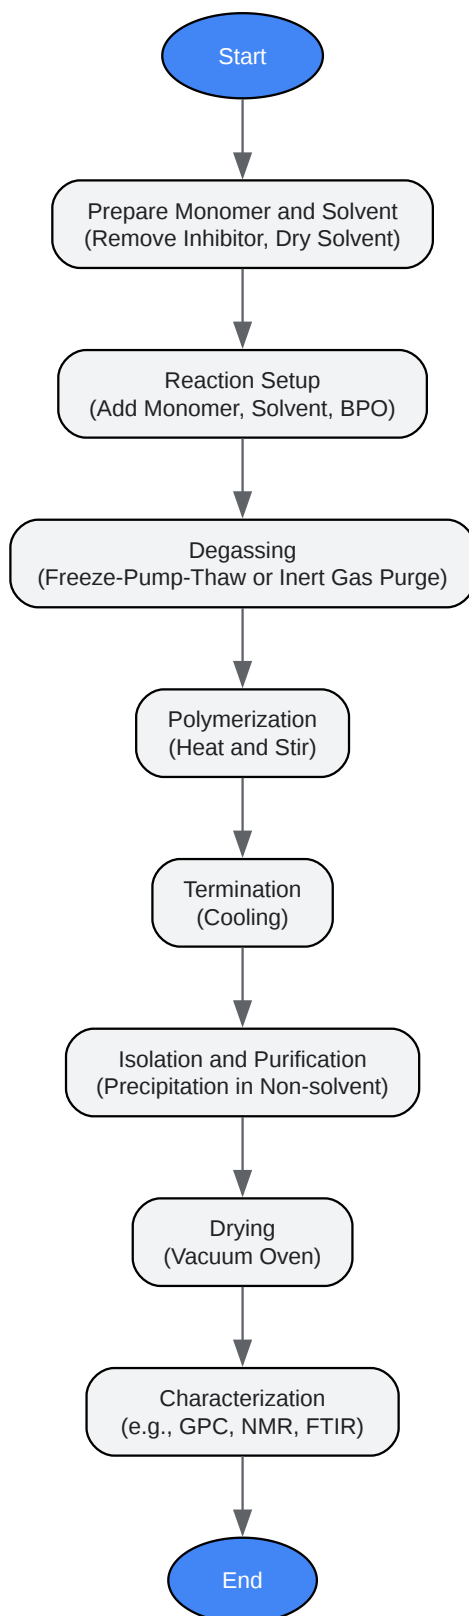 Start
Prepare Monomer and Solvent
(Remove Inhibitor, Dry Solvent)
Reaction Setup
(Add Monomer, Solvent, BPO)
Degassing
(Freeze-Pump-Thaw or Inert Gas Purge)
Polymerization
(Heat and Stir)
Termination
(Cooling)
Isolation and Purification
(Precipitation in Non-solvent)
Drying
(Vacuum Oven)
Characterization
(e.g., GPC, NMR, FTIR)
End